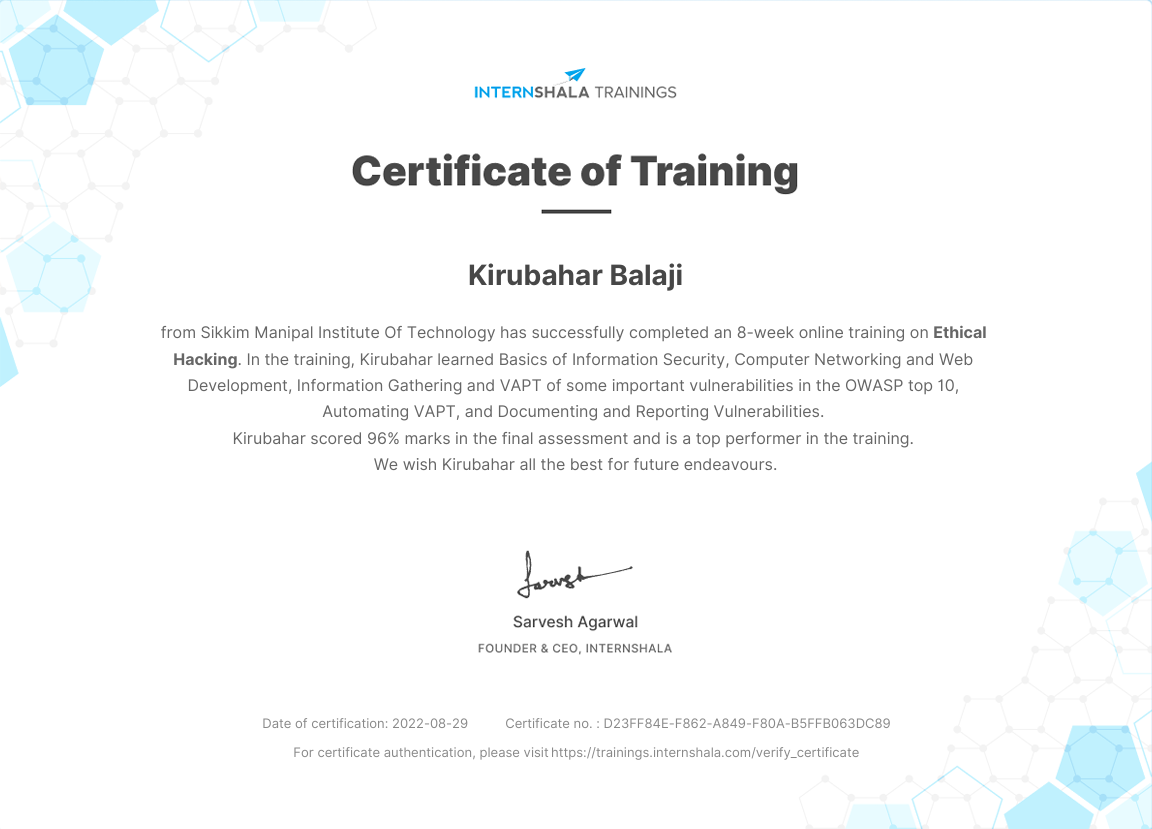 INTERNSHALA TRAININGS
Certificate of Training
Kirubahar Balaji
from Sikkim Manipal Institute Of Technology has successfully completed an 8-week online training on Ethical
Hacking. In the training, Kirubahar learned Basics of Information Security, Computer Networking and Web
Development, Information Gathering and VAPT of some important vulnerabilities in the OWASP top 10,
Automating VAPT, and Documenting and Reporting Vulnerabilities.
Kirubahar scored 96% marks in the final assessment and is a top performer in the training.
We wish Kirubahar all the best for future endeavours.
Sarvesh
Sarvesh Agarwal
FOUNDER & CEO, INTERNSHALA
Date of certification: 2022-08-29 Certificate no. : D23FF84E-F862-A849-F80A-B5FFB063DC89
For certificate authentication, please visit https://trainings.internshala.com/verify_certificate